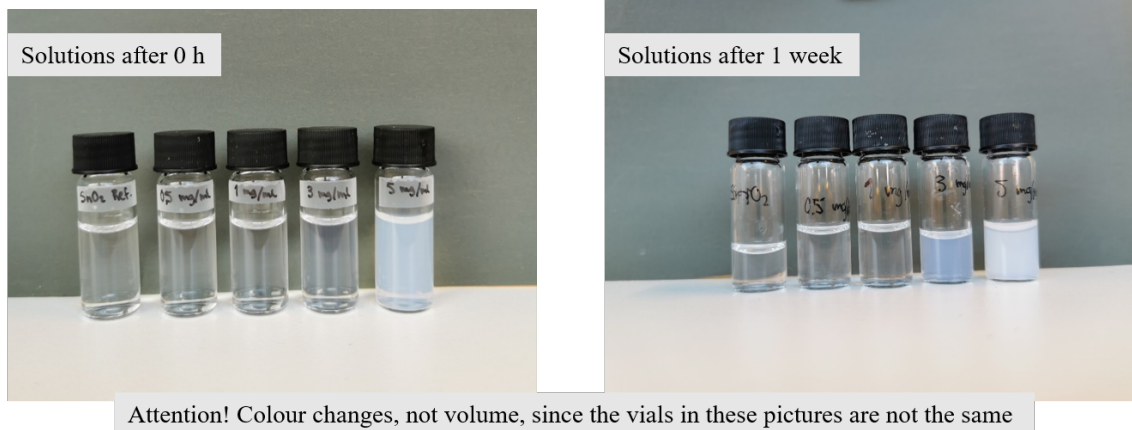 Solutions after 0 h
SnO2 Ref.
0.5 mg/mL
1 mg/mL
3 mg/mL
5 mg/mL
Solutions after 1 week
0.5 mg/
3 mg/
5 mg/
Attention! Colour changes, not volume, since the vials in these pictures are not the same